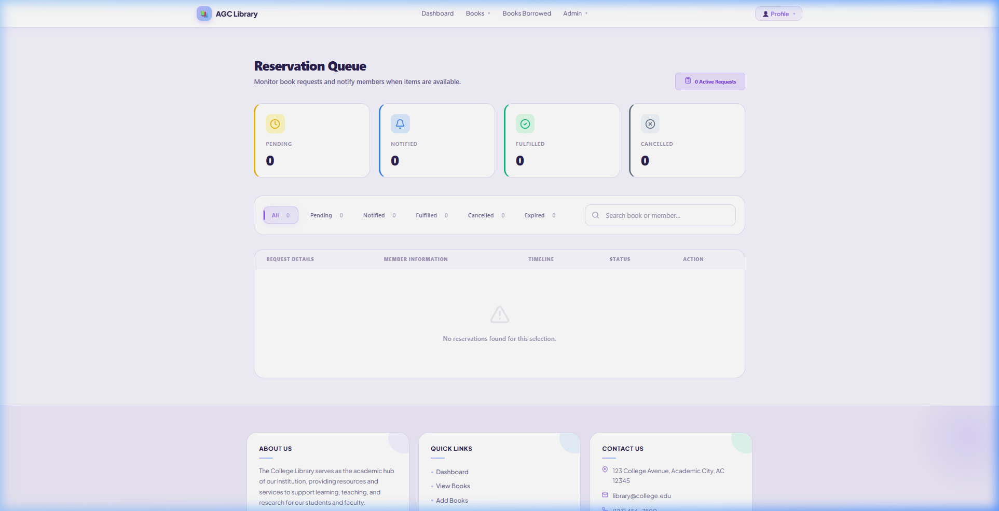 AGC Library
Dashboard
Books
Books Borrowed
Admin
Profile
Reservation Queue
Monitor book requests and notify members when items are available.
0 Active Requests
PENDING
0
NOTIFIED
0
FULFILLED
0
CANCELLED
0
All 0
Pending 0
Notified 0
Fulfilled 0
Cancelled 0
Expired 0
Search book or member...
REQUEST DETAILS
MEMBER INFORMATION
TIMELINE
STATUS
ACTION
No reservations found for this selection.
ABOUT US
The College Library serves as the academic hub
of our institution, providing resources and
services to support learning, teaching, and
research for our students and faculty.
QUICK LINKS
Dashboard
View Books
Add Books
CONTACT US
123 College Avenue, Academic City, AC
12345
library@college.edu